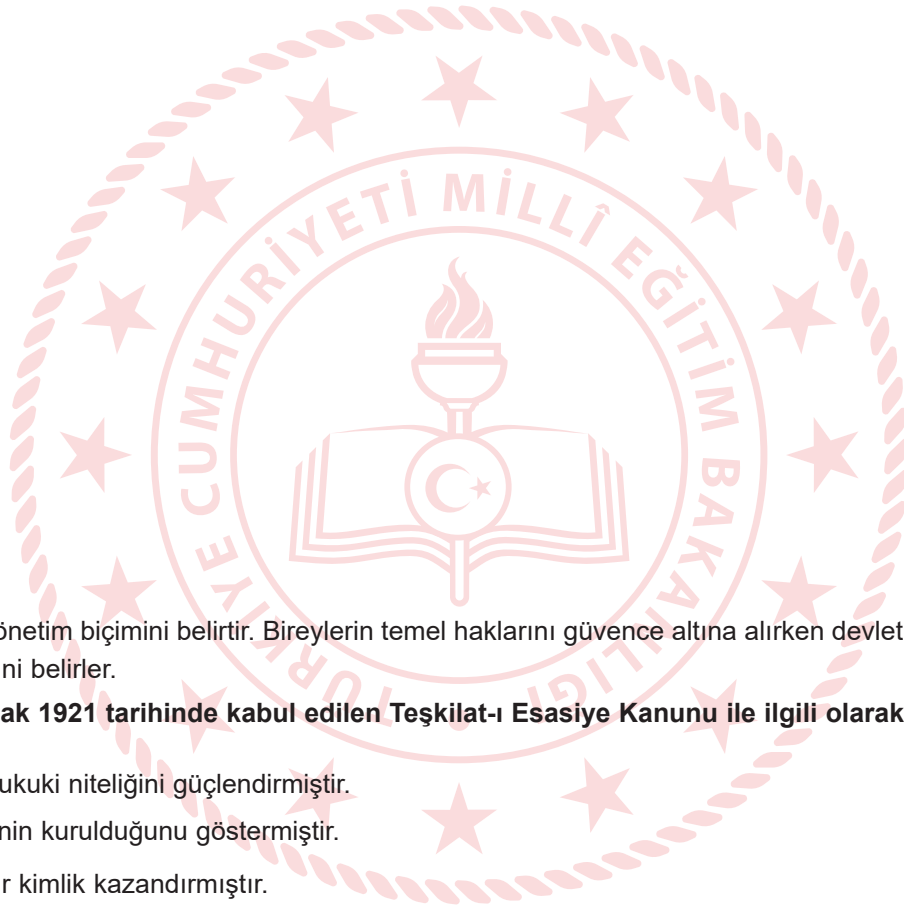 TÜRKİYE CUMHURİYETİ MİLLÎ EĞİTİM BAKANLIĞI
önetim biçimini belirtir. Bireylerin temel haklarını güvence altına alırken devlet
ni belirler.
ak 1921 tarihinde kabul edilen Teşkilat-ı Esasiye Kanunu ile ilgili olarak
ukuki niteliğini güçlendirmiştir.
nin kurulduğunu göstermiştir.
r kimlik kazandırmıştır.